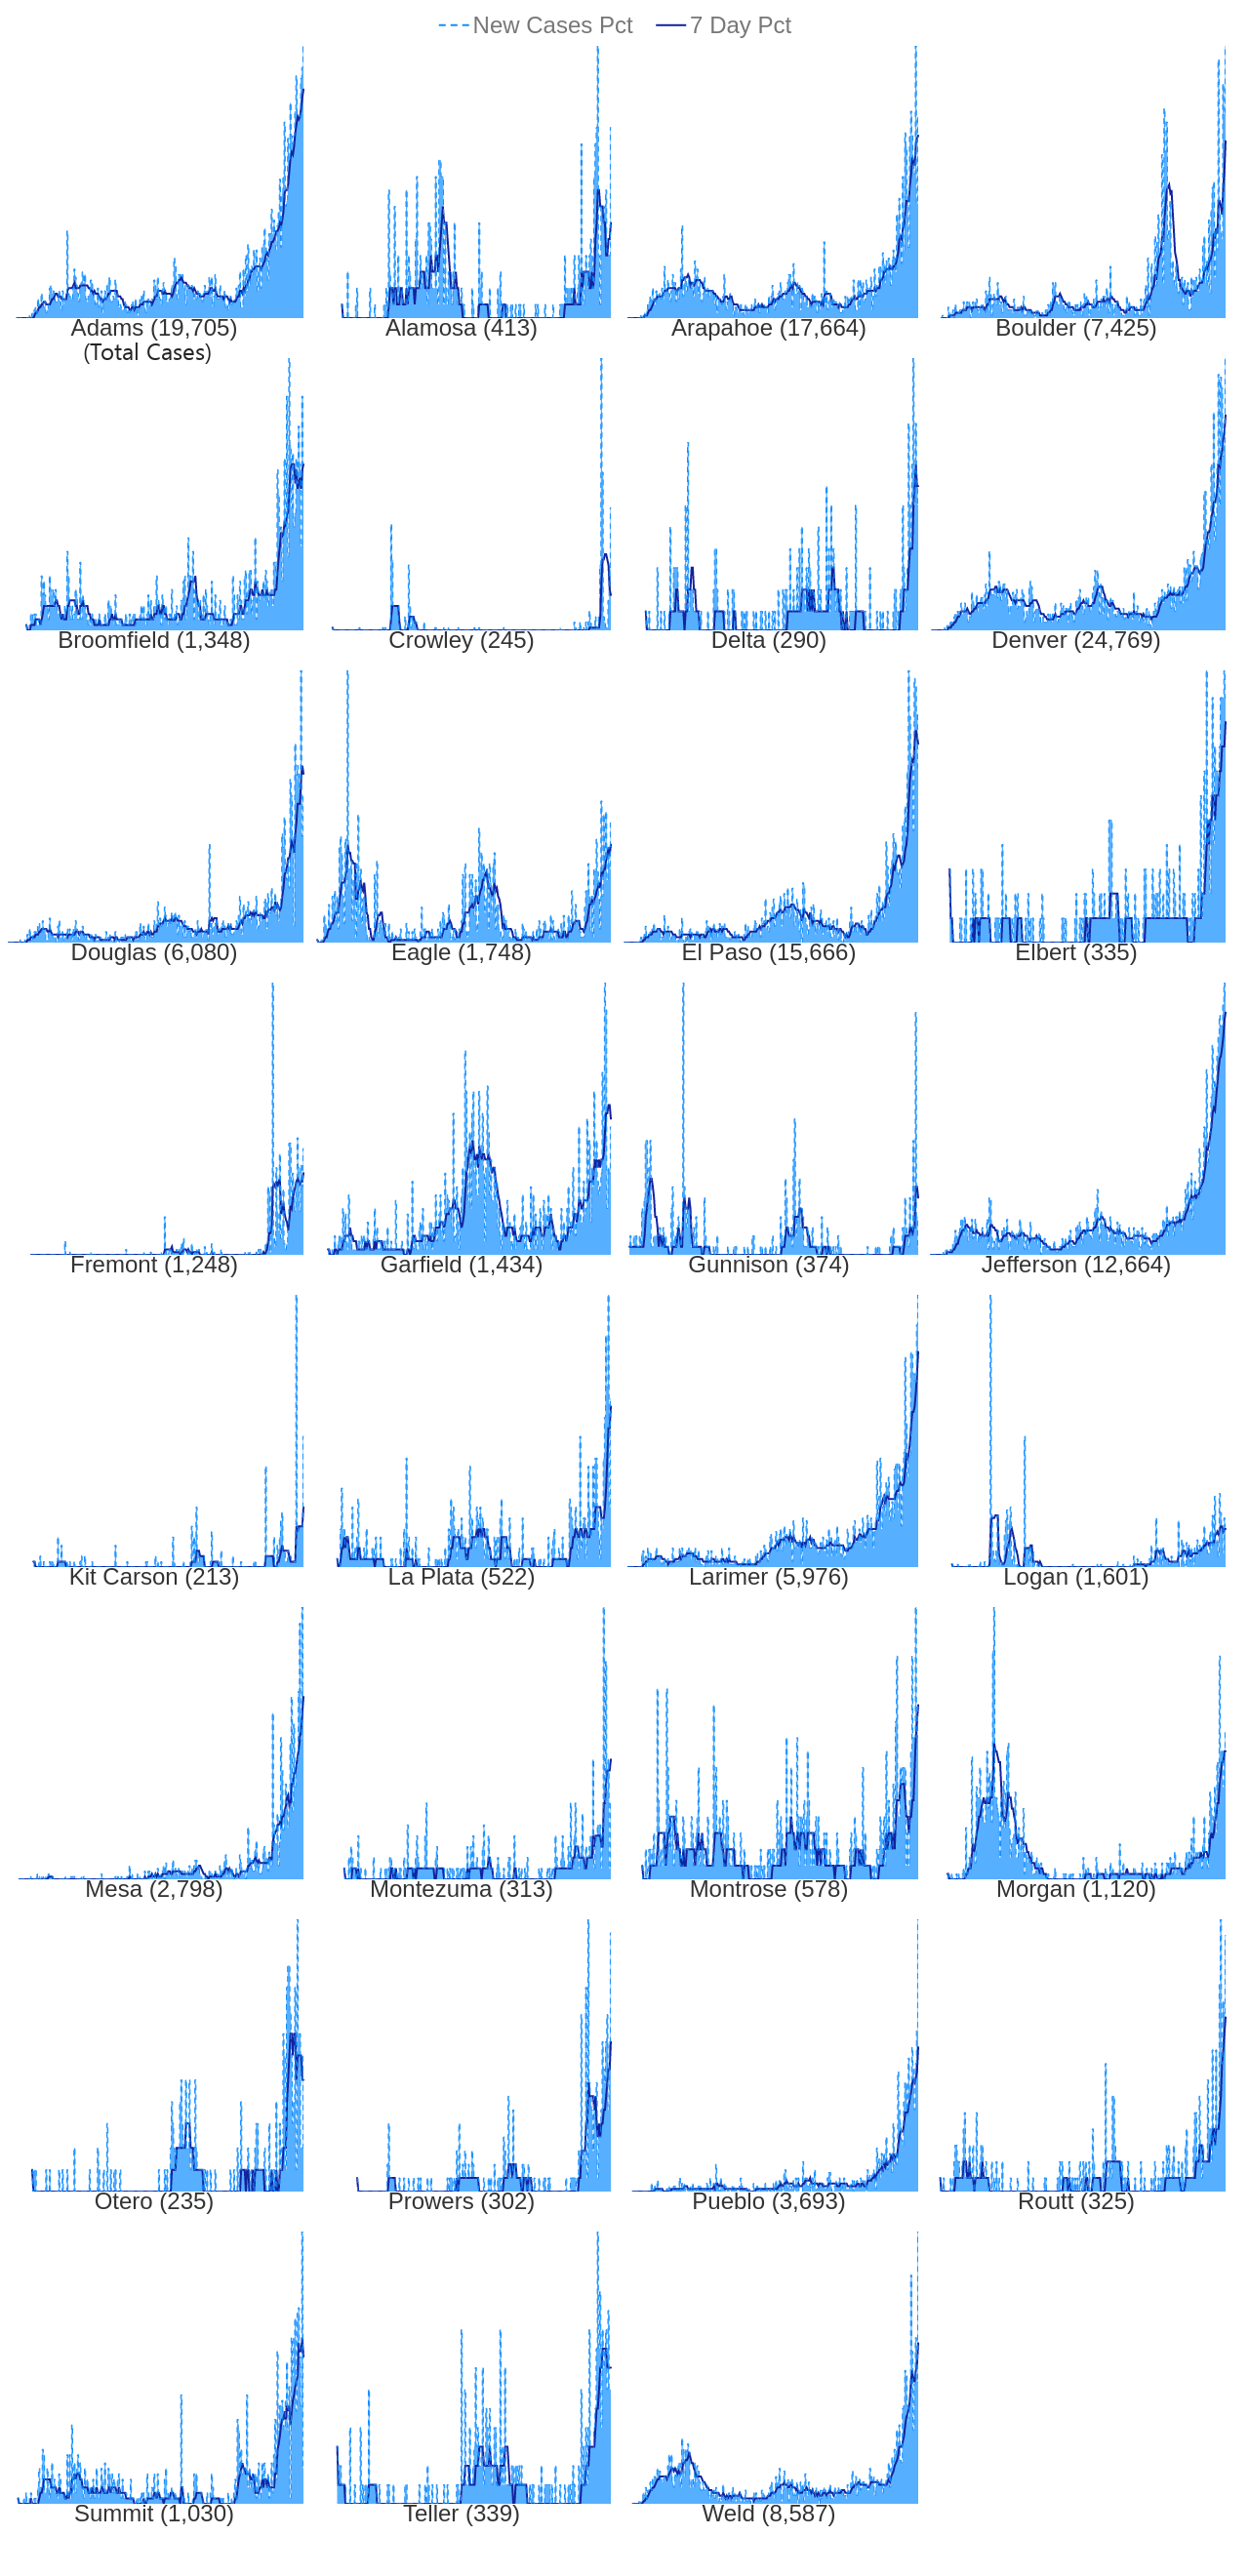 New Cases Pct 7 Day Pct
Adams (19,705) Alamosa (413) Arapahoe (17,664) Boulder (7,425)
(Total Cases)
Broomfield (1,348) Crowley (245) Delta (290) Denver (24,769)
Douglas (6,080) Eagle (1,748) El Paso (15,666) Elbert (335)
Fremont (1,248) Garfield (1,434) Gunnison (374) Jefferson (12,664)
Kit Carson (213) La Plata (522) Larimer (5,976) Logan (1,601)
Mesa (2,798) Montezuma (313) Montrose (578) Morgan (1,120)
Otero (235) Prowers (302) Pueblo (3,693) Routt (325)
Summit (1,030) Teller (339) Weld (8,587)